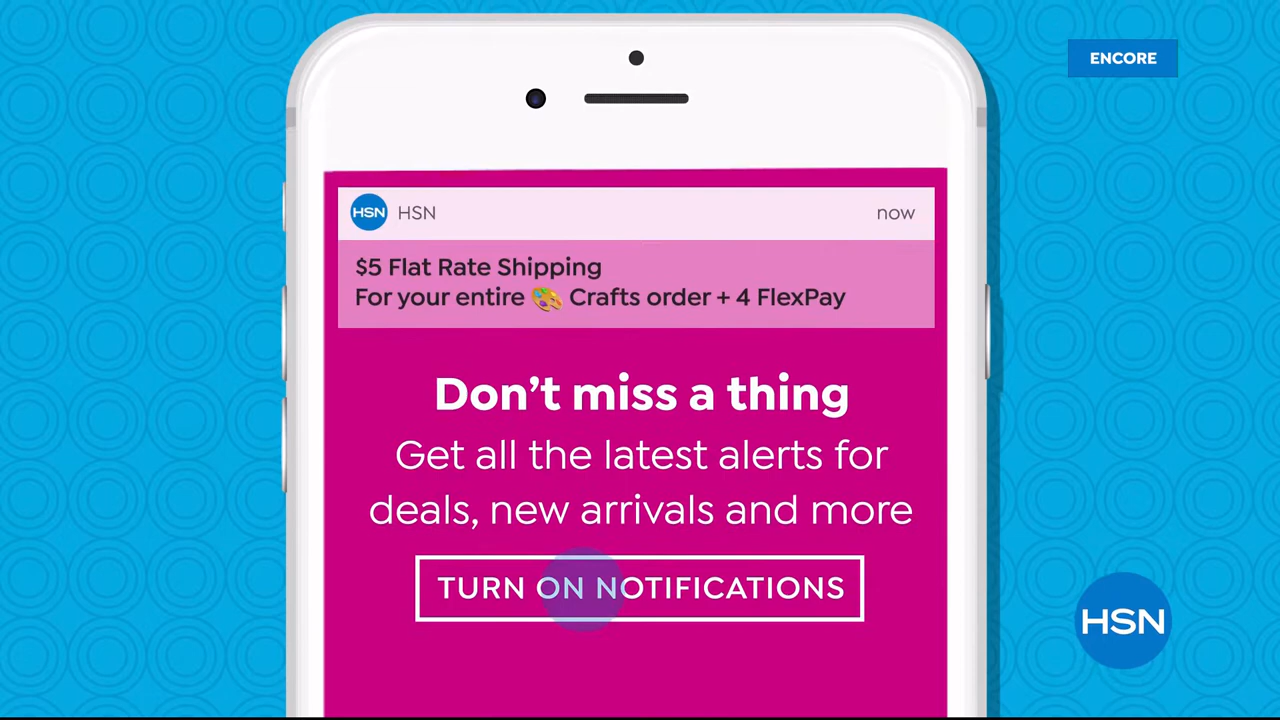 ENCORE
HSN HSN now
$5 Flat Rate Shipping
For your entire 🎨 Crafts order + 4 FlexPay
Don't miss a thing
Get all the latest alerts for
deals, new arrivals and more
TURN ON NOTIFICATIONS
HSN